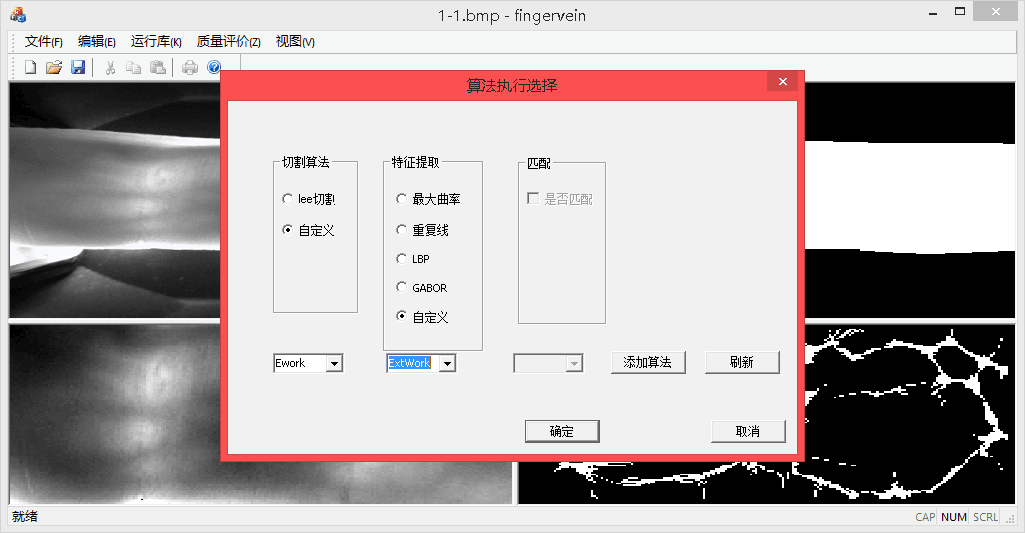 1-1.bmp - fingervein
文件(F) 编辑(E) 运行库(K) 质量评价(Z) 视图(V)
算法执行选择
切割算法 特征提取 匹配
lee切割 最大曲率 是否匹配
自定义 重复线
LBP
GABOR
自定义
Ework ExtWork 添加算法 刷新
确定 取消
就绪 CAP NUM SCRL